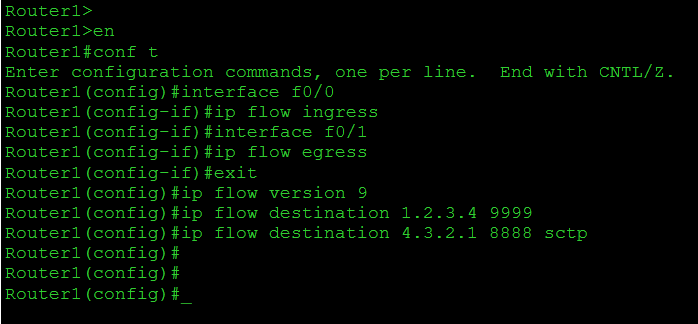 Router1>
Router1>en
Router1#conf t
Enter configuration commands, one per line.  End with CNTL/Z.
Router1(config)#interface f0/0
Router1(config-if)#ip flow ingress
Router1(config-if)#interface f0/1
Router1(config-if)#ip flow egress
Router1(config-if)#exit
Router1(config)#ip flow version 9
Router1(config)#ip flow destination 1.2.3.4 9999
Router1(config)#ip flow destination 4.3.2.1 8888 sctp
Router1(config)#
Router1(config)#
Router1(config)#_